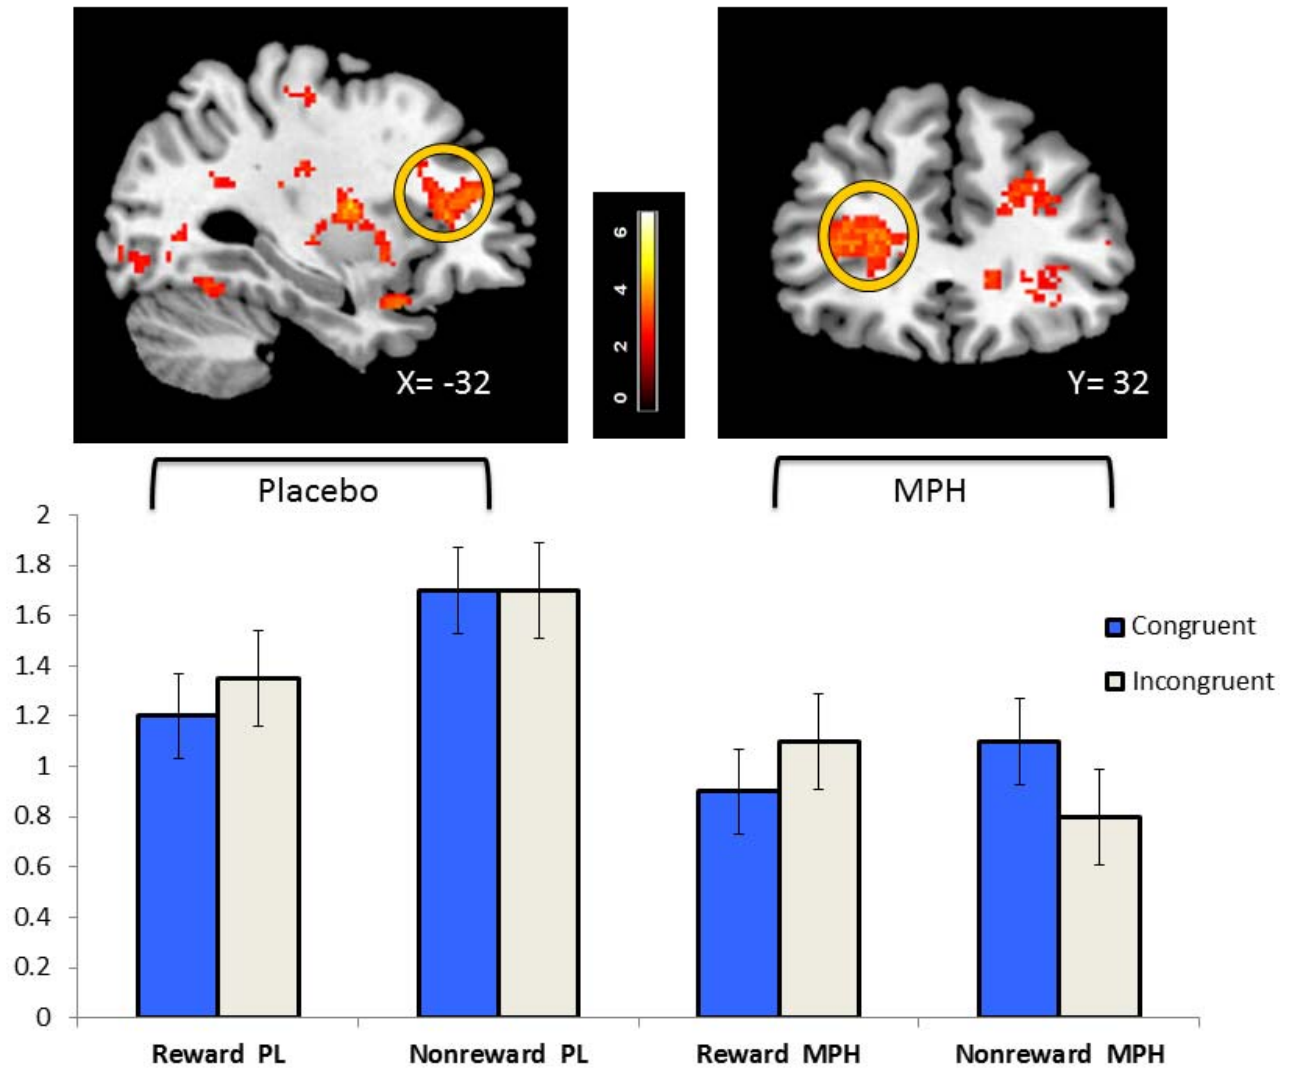 X= -32
6
4
2
0
Y= 32
Placebo
MPH
2
1.8
1.6
1.4
1.2
1
0.8
0.6
0.4
0.2
0
Congruent
Incongruent
Reward PL
Nonreward PL
Reward MPH
Nonreward MPH